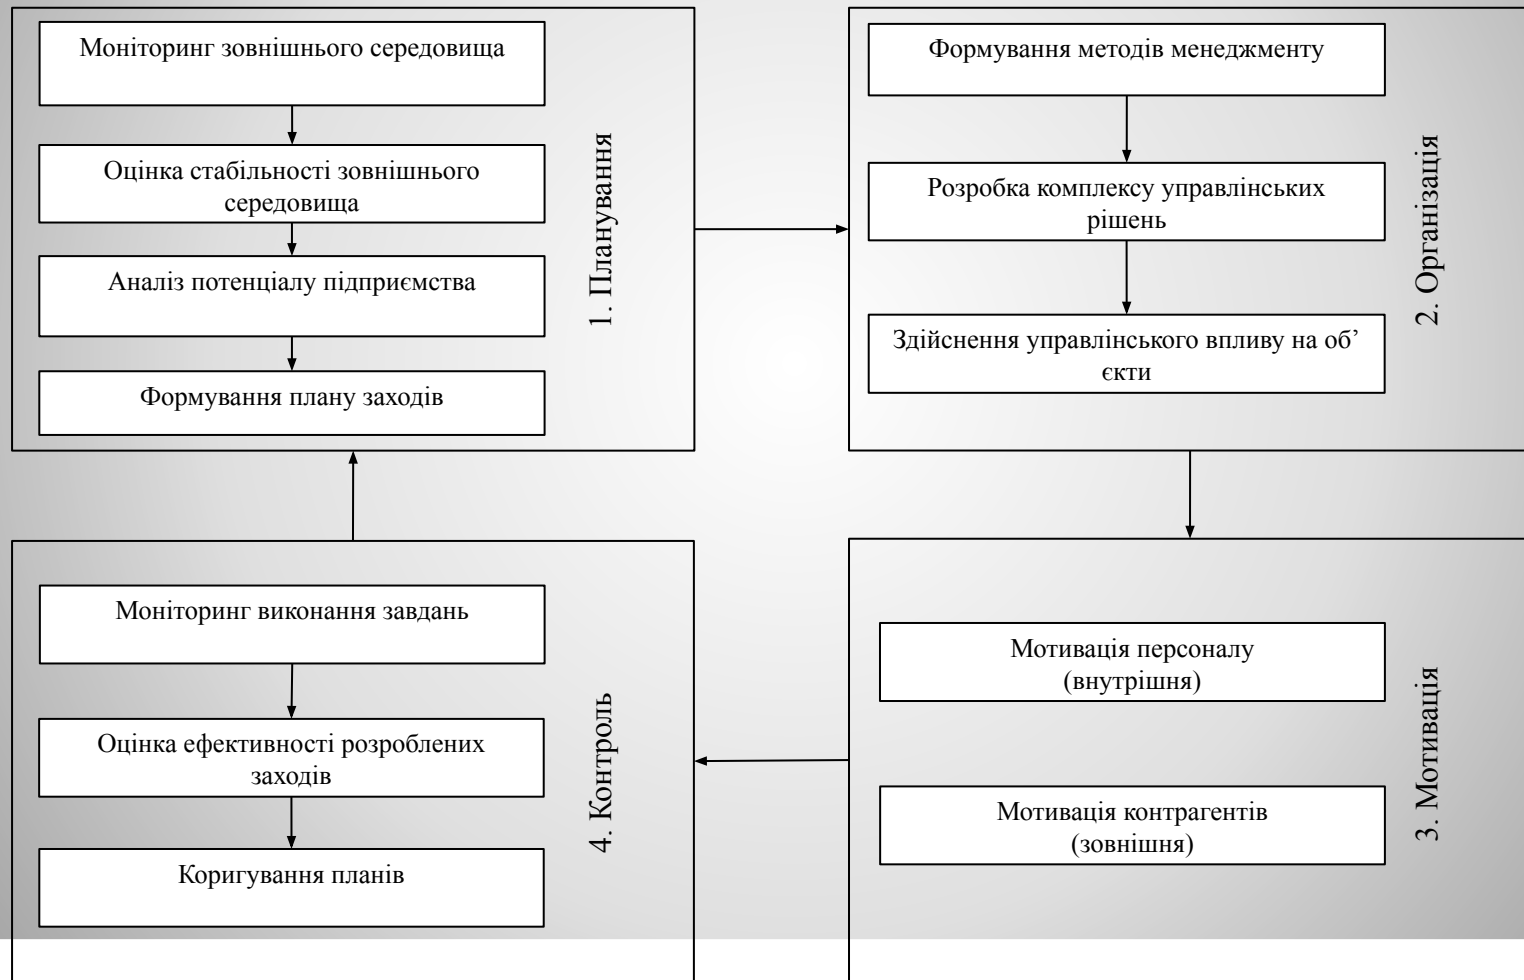 Моніторинг зовнішнього середовища
Оцінка стабільності зовнішнього
середовища
Аналіз потенціалу підприємства
Формування плану заходів
1. Планування
Формування методів менеджменту
Розробка комплексу управлінських
рішень
Здійснення управлінського впливу на об’
єкти
2. Організація
Мотивація персоналу
(внутрішня)
Мотивація контрагентів
(зовнішня)
3. Мотивація
Моніторинг виконання завдань
Оцінка ефективності розроблених
заходів
Коригування планів
4. Контроль